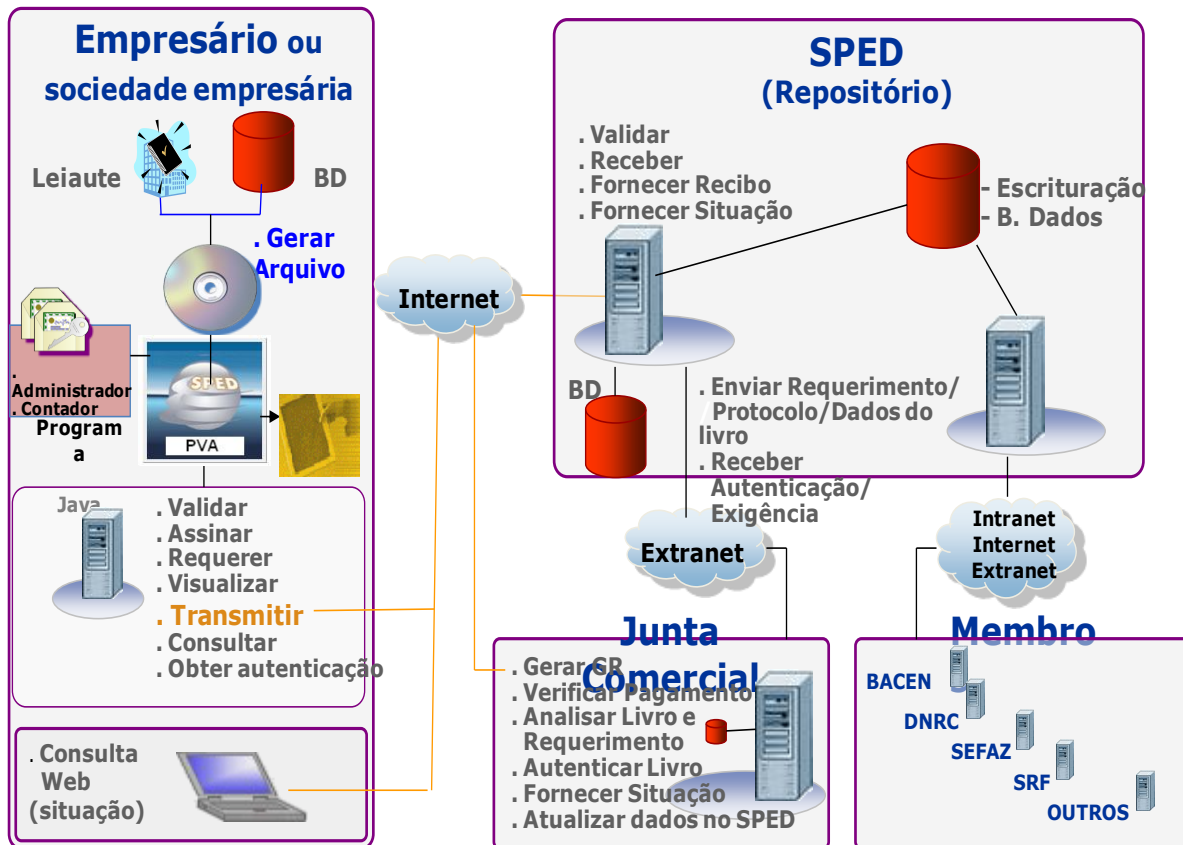 Empresário ou
sociedade empresária
Leiaute
BD
. Gerar
Arquivo
.
Administrador
. Contador
Program
a
SPED
PVA
Java
. Validar
. Assinar
. Requerer
. Visualizar
. Transmitir
. Consultar
. Obter autenticação
. Consulta
Web
(situação)
Internet
SPED
(Repositório)
. Validar
. Receber
. Fornecer Recibo
. Fornecer Situação
- Escrituração
- B. Dados
BD
. Enviar Requerimento/
Protocolo/Dados do
livro
. Receber
Autenticação/
Exigência
Extranet
Intranet
Internet
Extranet
Junta
Comercial
. Gerar GR
. Verificar Pagamento
. Analisar Livro e
Requerimento
. Autenticar Livro
. Fornecer Situação
. Atualizar dados no SPED
Membro
BACEN
DNRC
SEFAZ
SRF
OUTROS